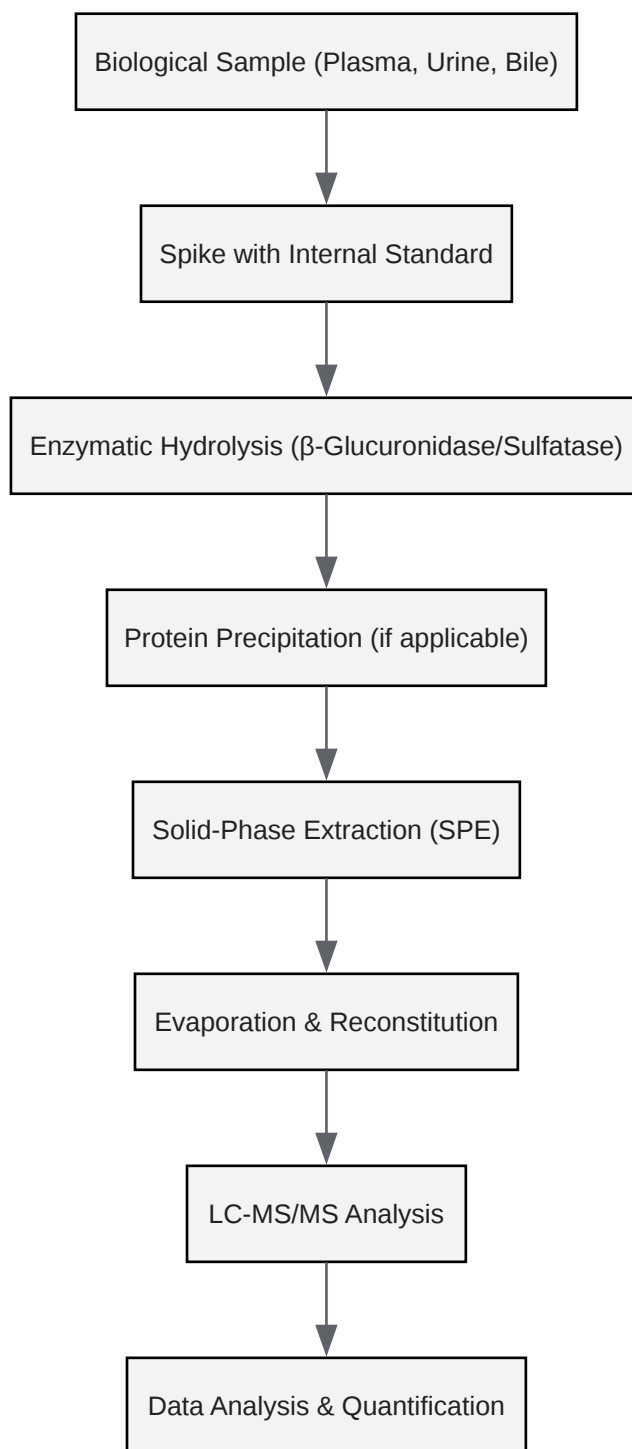 Biological Sample (Plasma, Urine, Bile)
Spike with Internal Standard
Enzymatic Hydrolysis (β-Glucuronidase/Sulfatase)
Protein Precipitation (if applicable)
Solid-Phase Extraction (SPE)
Evaporation & Reconstitution
LC-MS/MS Analysis
Data Analysis & Quantification